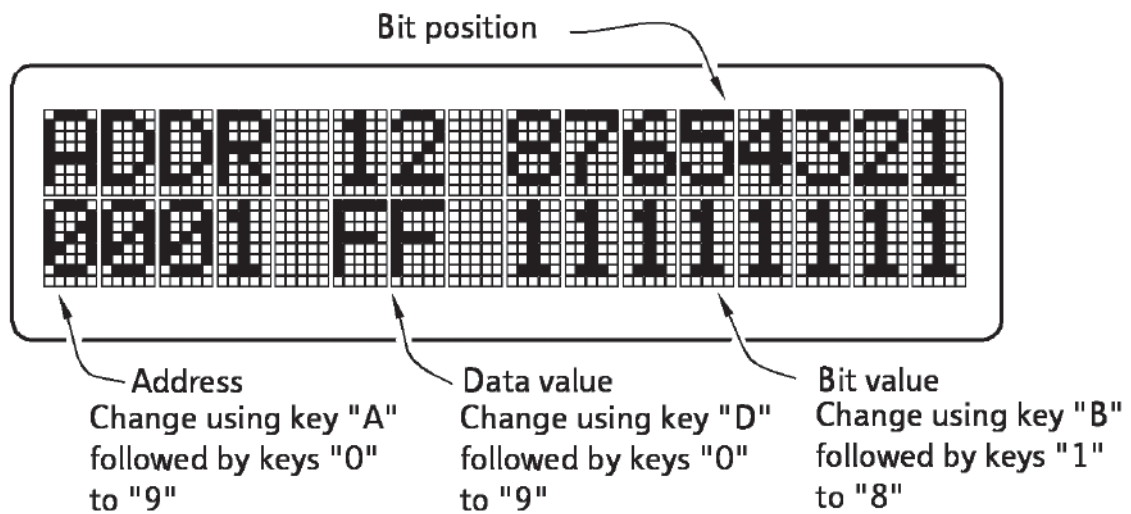 Bit position
ADDR 12 87654321
0001 FF 11111111
Address
Change using key "A"
followed by keys "0"
to "9"
Data value
Change using key "D"
followed by keys "0"
to "9"
Bit value
Change using key "B"
followed by keys "1"
to "8"